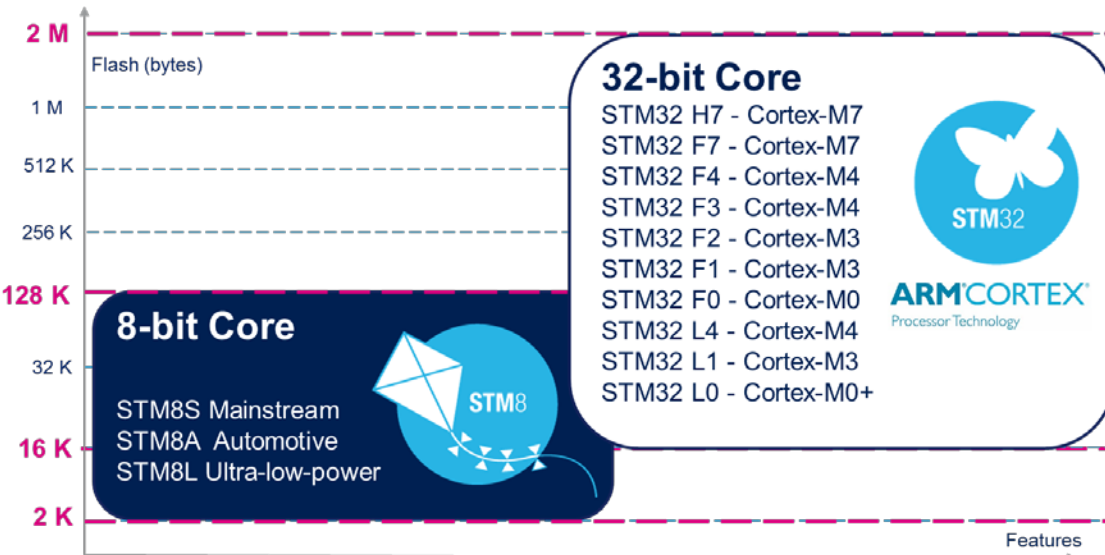 2 M
Flash (bytes)
1 M
512 K
256 K
128 K
32 K
16 K
2 K
8-bit Core
STM8S Mainstream
STM8A Automotive
STM8L Ultra-low-power
STM8
32-bit Core
STM32 H7 - Cortex-M7
STM32 F7 - Cortex-M7
STM32 F4 - Cortex-M4
STM32 F3 - Cortex-M4
STM32 F2 - Cortex-M3
STM32 F1 - Cortex-M3
STM32 F0 - Cortex-M0
STM32 L4 - Cortex-M4
STM32 L1 - Cortex-M3
STM32 L0 - Cortex-M0+
STM32
ARM®CORTEX®
Processor Technology
Features